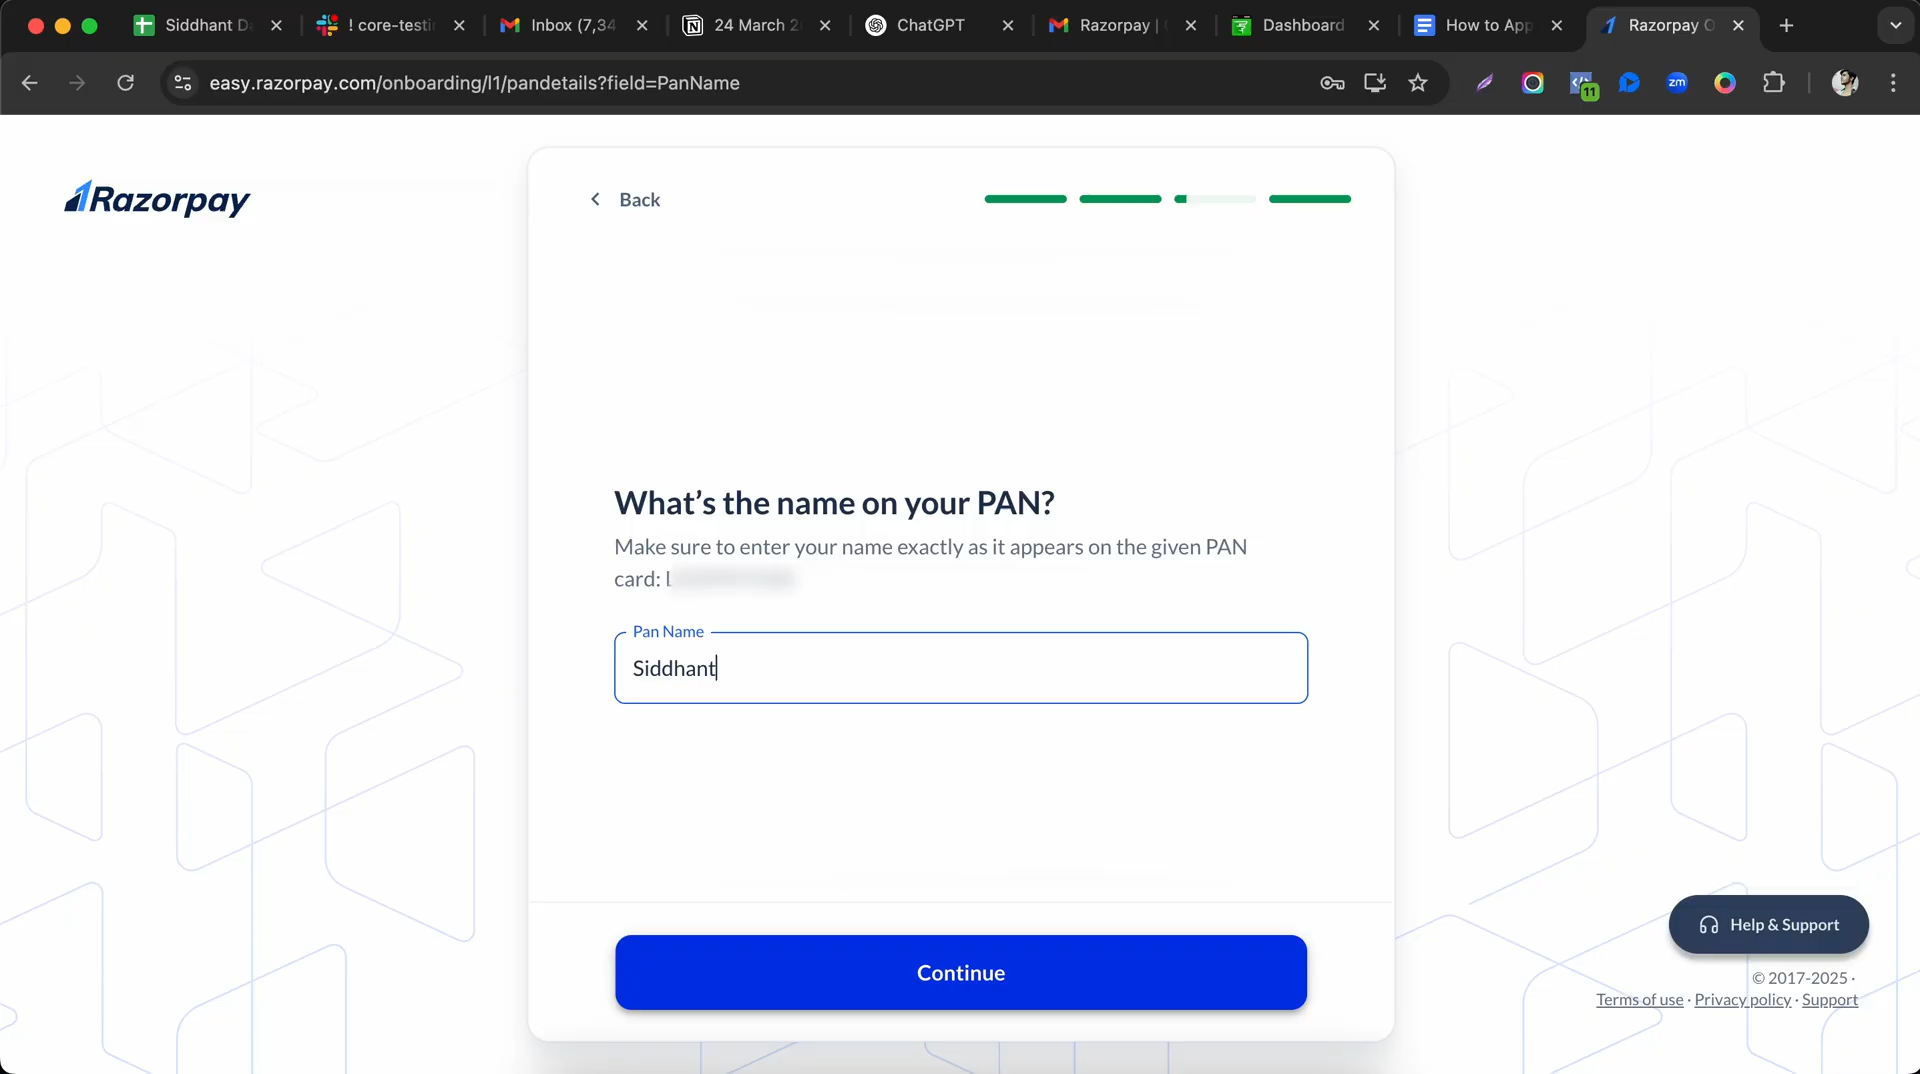 Siddhant D
! core-testi
Inbox (7,34
24 March 2
ChatGPT
Razorpay |
Dashboard
How to App
Razorpay O
easy.razorpay.com/onboarding/l1/pandetails?field=PanName
zm
11
Razorpay
Back
What's the name on your PAN?
Make sure to enter your name exactly as it appears on the given PAN
card:
Pan Name
Siddhant
Continue
Help & Support
© 2017-2025 ·
Terms of use · Privacy policy · Support